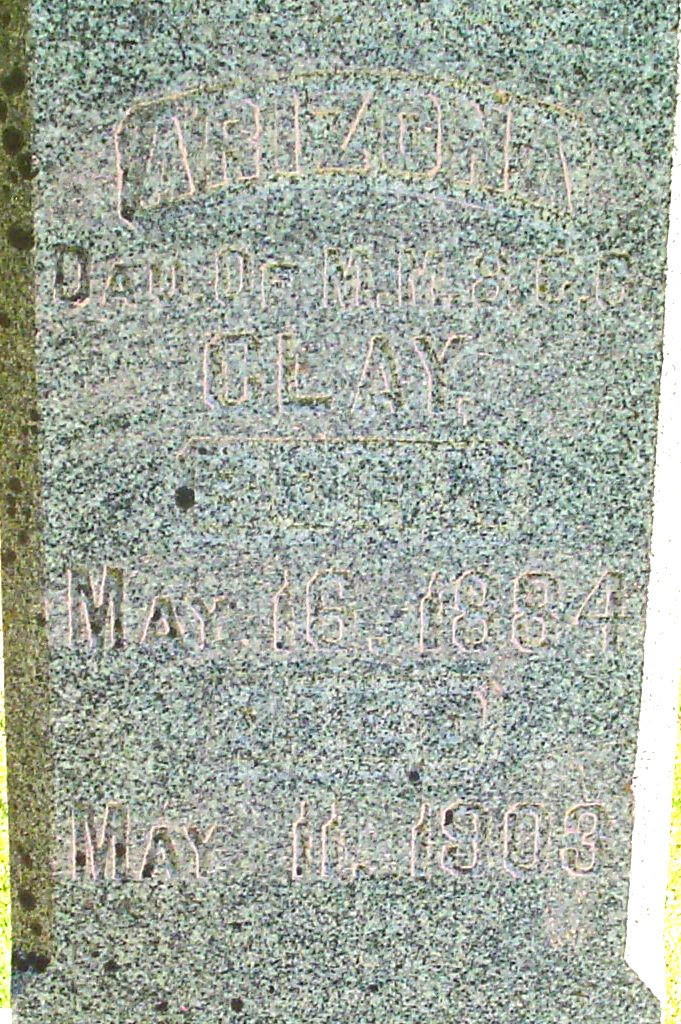 ARIZONA
DAU. OF M. M. & C. C.
CLAY,
MAY. 16, 1884
MAY 11, 1903